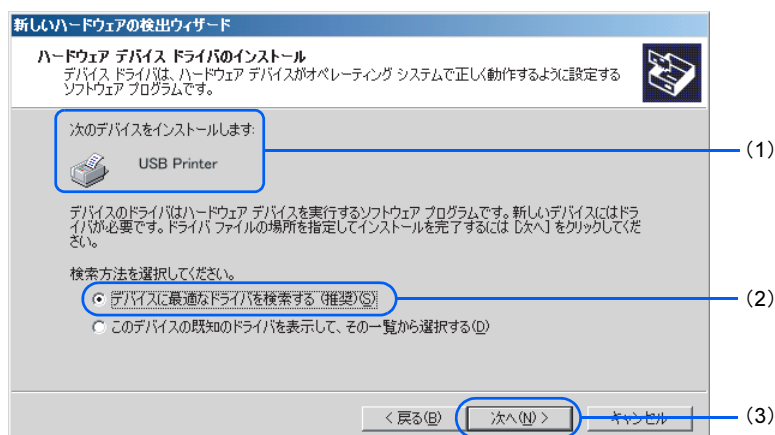 新しいハードウェアの検出ウィザード
ハードウェア デバイス ドライバのインストール
デバイス ドライバは、ハードウェア デバイスがオペレーティング システムで正しく動作するように設定する
ソフトウェア プログラムです。
次のデバイスをインストールします:
USB Printer
(1)
デバイスのドライバはハードウェア デバイスを実行するソフトウェア プログラムです。新しいデバイスにはドラ
イバが必要です。ドライバ ファイルの場所を指定してインストールを完了するには [次へ] をクリックしてくだ
さい。
検索方法を選択してください。
デバイスに最適なドライバを検索する (推奨)(S)
(2)
このデバイスの既知のドライバを表示して、その一覧から選択する(D)
< 戻る(B)
次へ(N) >
キャンセル
(3)